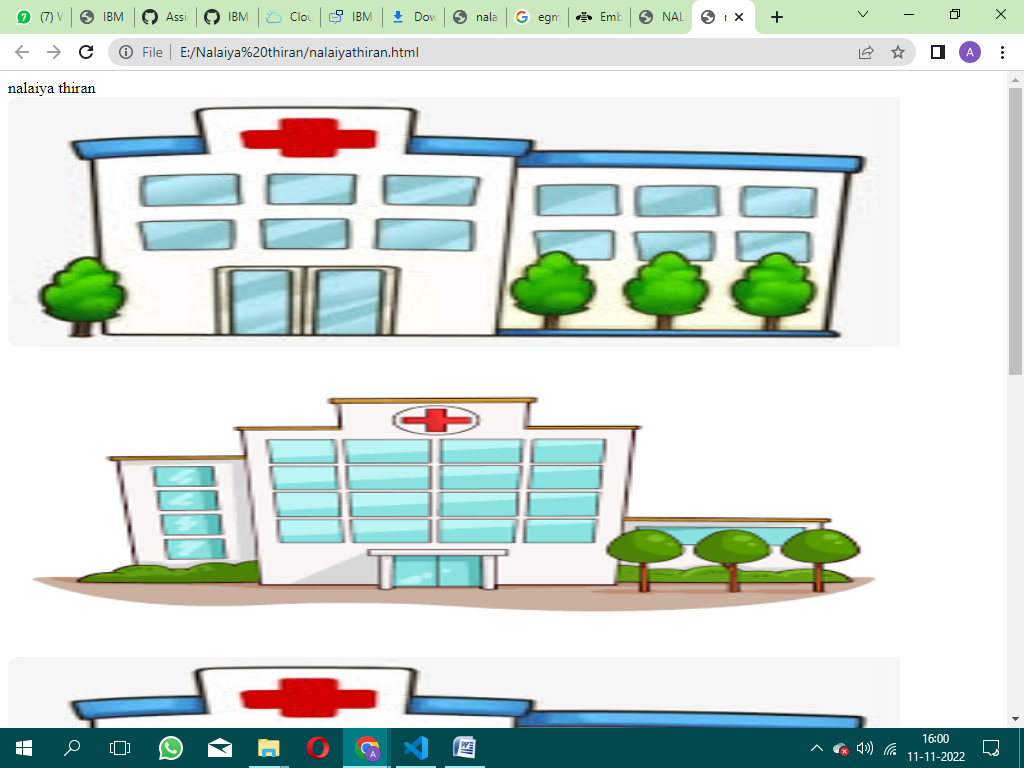 (7) W
IBM
Assi
IBM
Clou
IBM
Dow
nala
egm
Emb
NAL
File | E:/Nalaiya%20thiran/nalaiyathiran.html
A
nalaiya thiran
16:00
11-11-2022